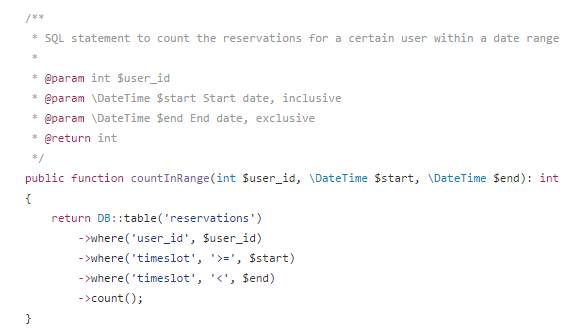 /**
 * SQL statement to count the reservations for a certain user within a date range
 *
 * @param int $user_id
 * @param \DateTime $start Start date, inclusive
 * @param \DateTime $end End date, exclusive
 * @return int
 */
public function countInRange(int $user_id, \DateTime $start, \DateTime $end): int
{
    return DB::table('reservations')
        ->where('user_id', $user_id)
        ->where('timeslot', '>=', $start)
        ->where('timeslot', '<', $end)
        ->count();
}